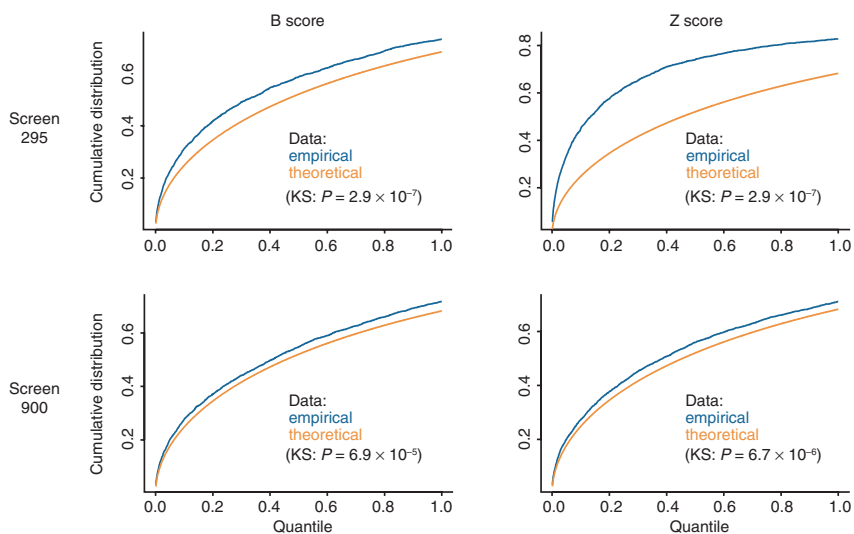 B score
Z score
Screen
295
Cumulative distribution
0.2
0.4
0.6
Data:
empirical
theoretical
(KS: P = 2.9 × 10⁻⁷)
0.0 0.2 0.4 0.6 0.8 1.0
0.2
0.4
0.6
0.8
Data:
empirical
theoretical
(KS: P = 2.9 × 10⁻⁷)
0.0 0.2 0.4 0.6 0.8 1.0
Screen
900
Cumulative distribution
0.2
0.4
0.6
Data:
empirical
theoretical
(KS: P = 6.9 × 10⁻⁵)
0.0 0.2 0.4 0.6 0.8 1.0
Quantile
0.2
0.4
0.6
Data:
empirical
theoretical
(KS: P = 6.7 × 10⁻⁶)
0.0 0.2 0.4 0.6 0.8 1.0
Quantile